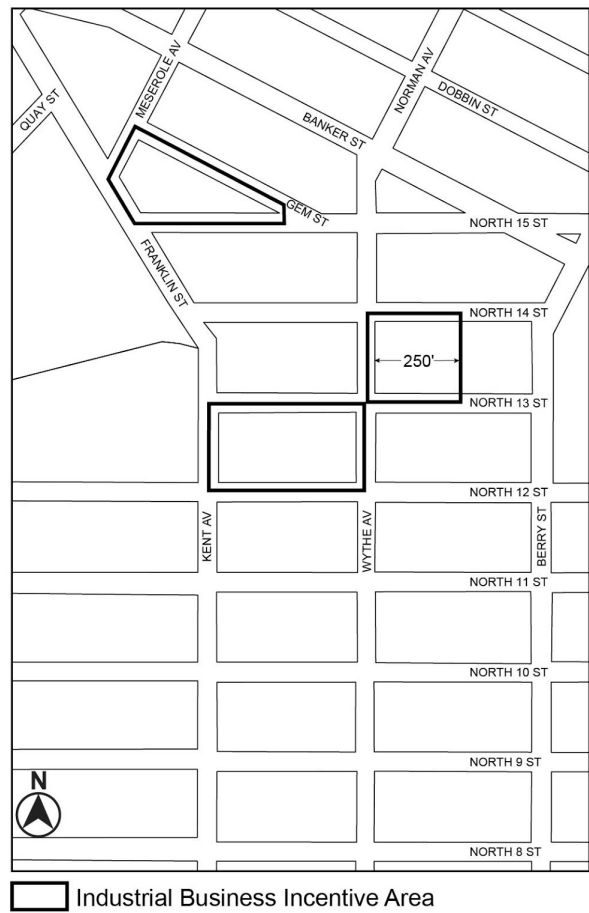 MESEROLE AV
NORMAN AV
QUAY ST
DOBBIN ST
BANKER ST
GEM ST
NORTH 15 ST
FRANKLIN ST
NORTH 14 ST
250'
NORTH 13 ST
NORTH 12 ST
KENT AV
WYTHE AV
BERRY ST
NORTH 11 ST
NORTH 10 ST
NORTH 9 ST
N
NORTH 8 ST
Industrial Business Incentive Area